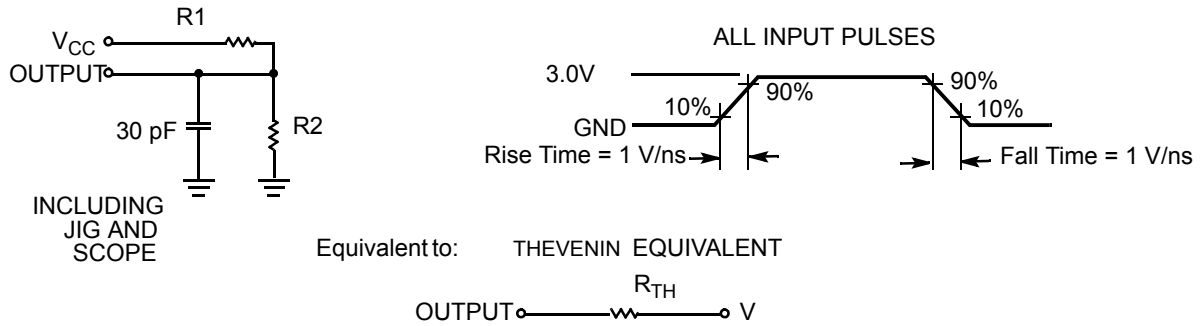 R1
VCC
OUTPUT
30 pF
R2
INCLUDING
JIG AND
SCOPE
ALL INPUT PULSES
3.0V
90%
90%
10%
10%
GND
Rise Time = 1 V/ns
Fall Time = 1 V/ns
Equivalent to: THEVENIN EQUIVALENT
RTH
OUTPUT
V